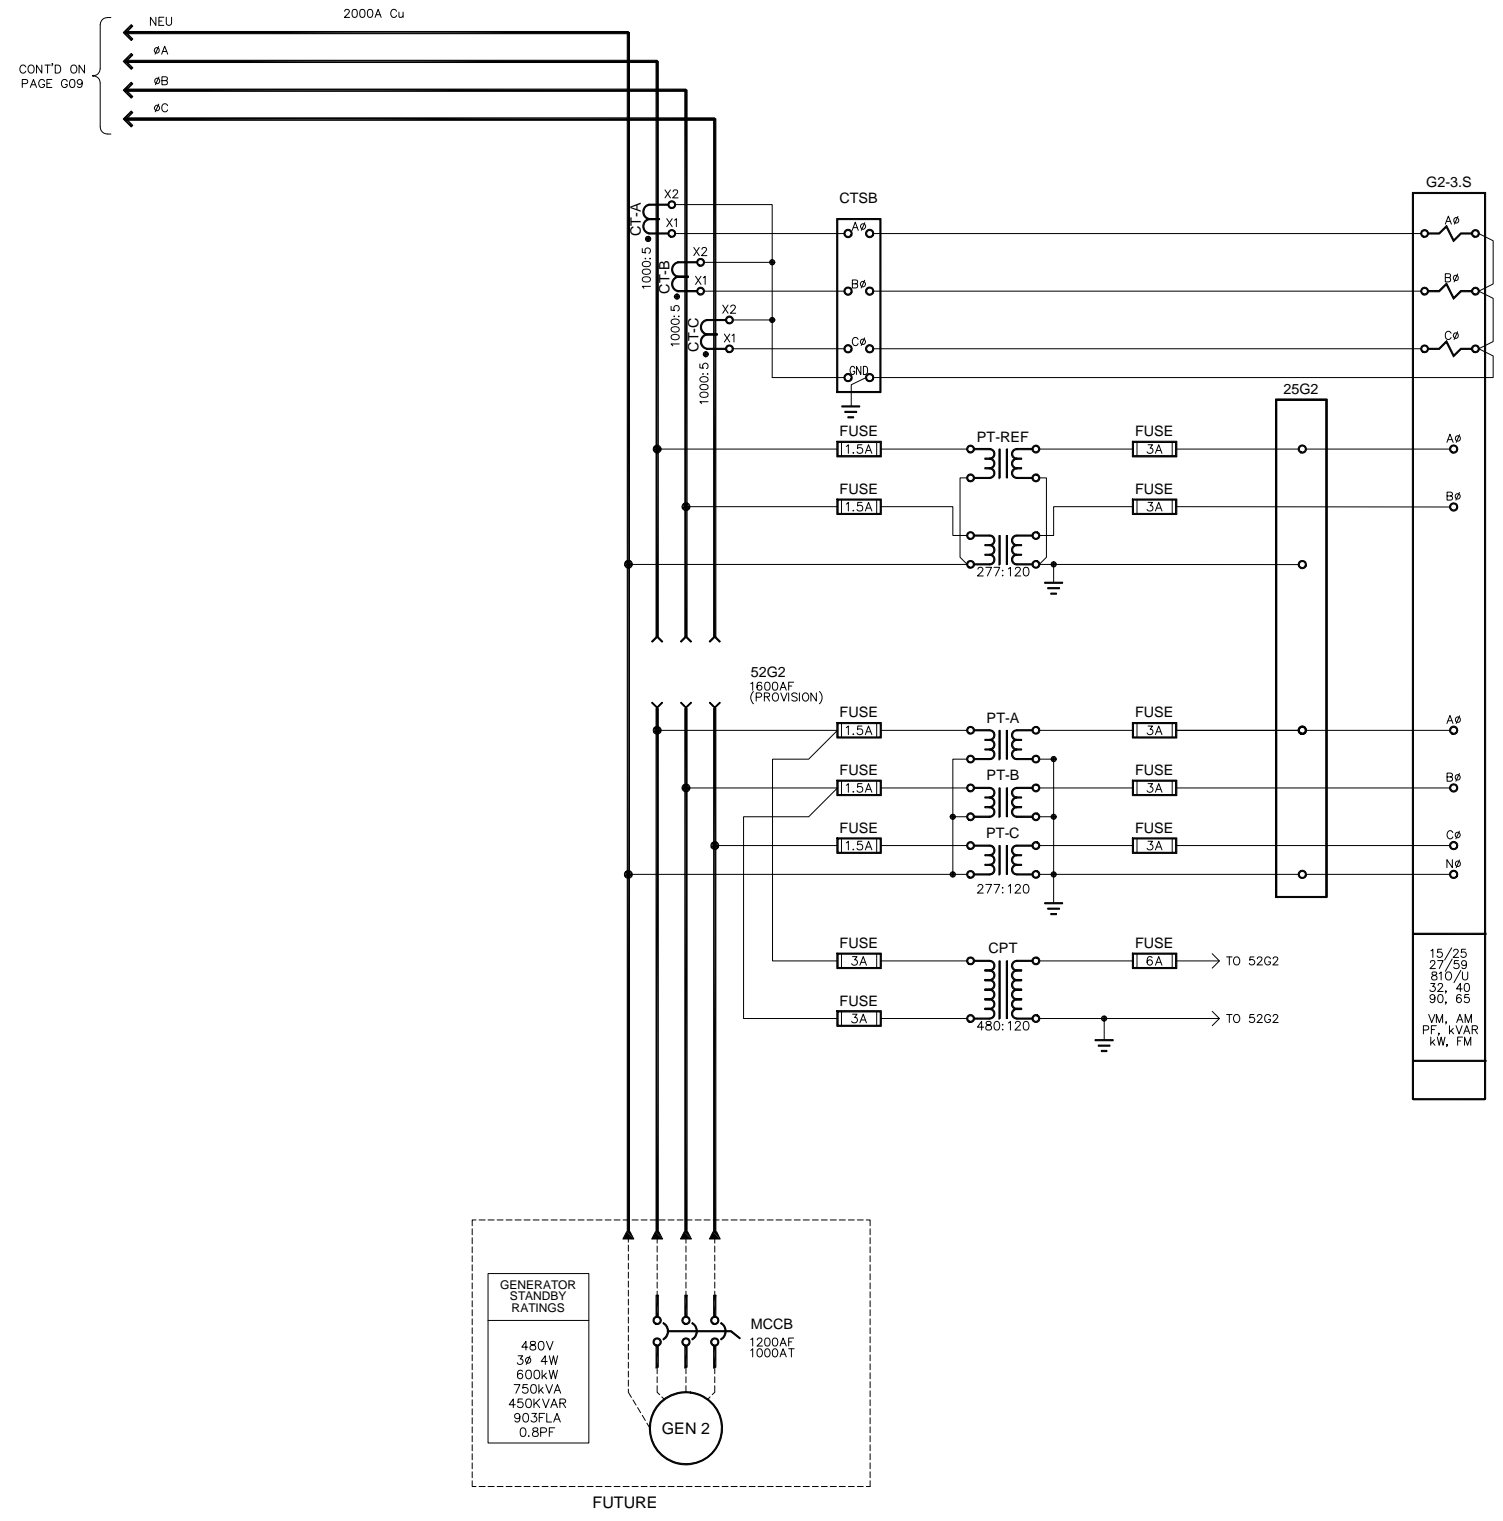 2000A Cu
NEU
øA
CONT'D ON
PAGE G09
øB
øC
G2-3.S
CTSB
X2
CT-A
X1
Aø
Aø
1000:5
X2
CT-B
X1
Bø
Bø
1000:5
X2
CT-C
X1
Cø
Cø
1000:5
GND
25G2
FUSE
1.5A
PT-REF
FUSE
3A
Aø
FUSE
1.5A
FUSE
3A
Bø
277:120
52G2
1600AF
(PROVISION)
FUSE
1.5A
PT-A
FUSE
3A
Aø
FUSE
1.5A
PT-B
FUSE
3A
Bø
FUSE
1.5A
PT-C
FUSE
3A
Cø
Nø
277:120
FUSE
3A
CPT
FUSE
6A
TO 52G2
FUSE
3A
480:120
TO 52G2
15/25
27/59
81O/U
32, 40
90, 65
VM, AM
PF, kVAR
kW, FM
GENERATOR
STANDBY
RATINGS
480V
3ø 4W
600kW
750kVA
450KVAR
903FLA
0.8PF
MCCB
1200AF
1000AT
GEN 2
FUTURE